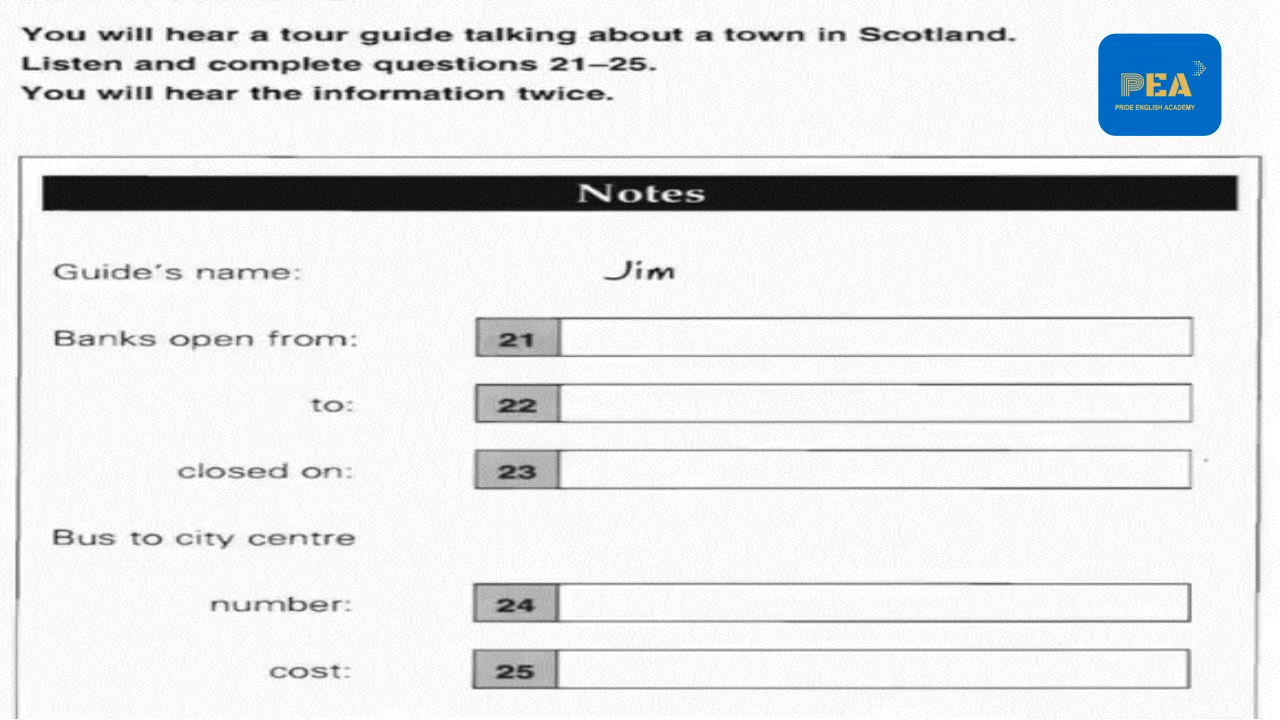 You will hear a tour guide talking about a town in Scotland.
Listen and complete questions 21–25.
You will hear the information twice.
PEA
PRIDE ENGLISH ACADEMY
Notes
Guide's name: Jim
Banks open from: 21
to: 22
closed on: 23
Bus to city centre
number: 24
cost: 25